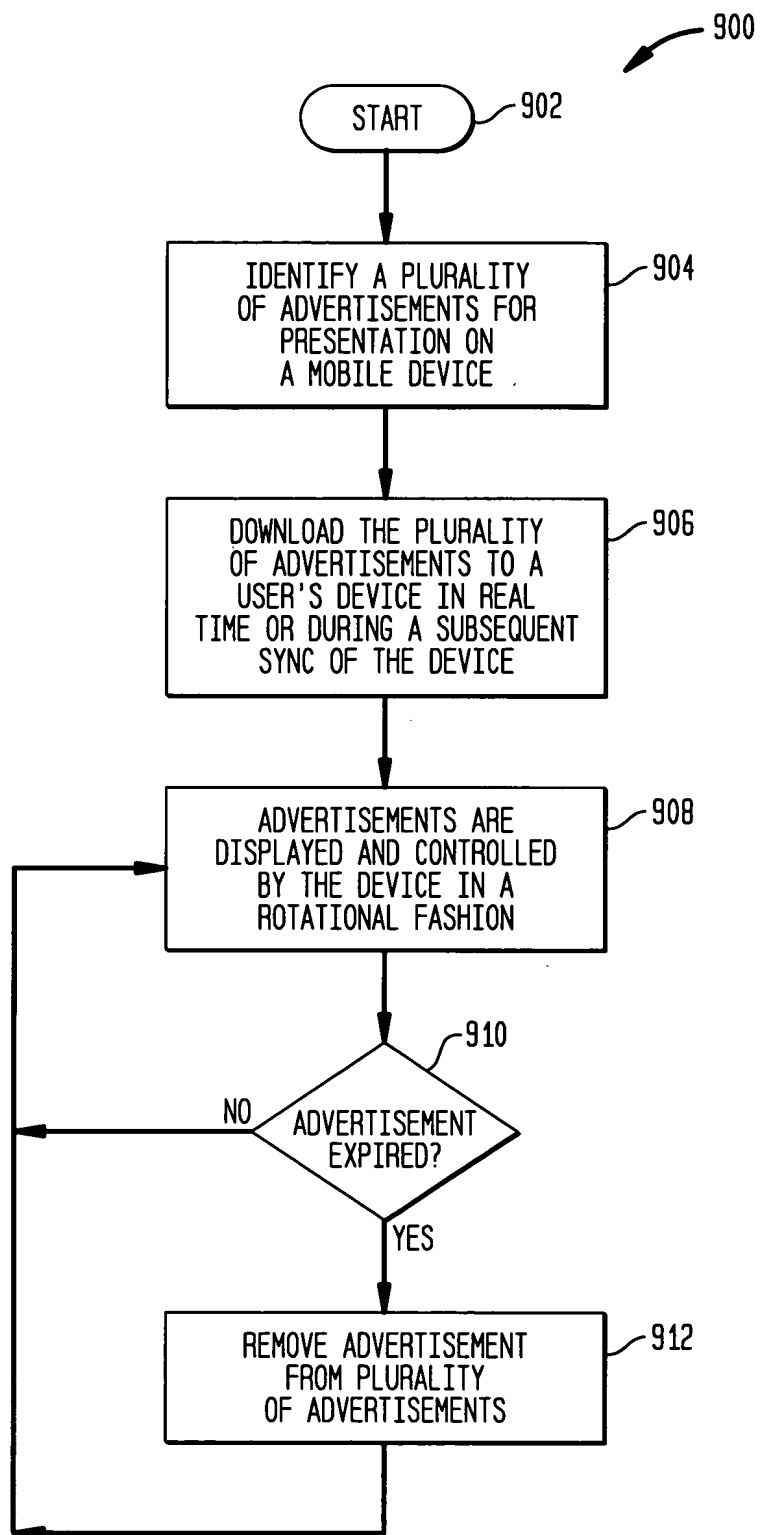 900
START
902
IDENTIFY A PLURALITY
OF ADVERTISEMENTS FOR
PRESENTATION ON
A MOBILE DEVICE
904
DOWNLOAD THE PLURALITY
OF ADVERTISEMENTS TO A
USER'S DEVICE IN REAL
TIME OR DURING A SUBSEQUENT
SYNC OF THE DEVICE
906
ADVERTISEMENTS ARE
DISPLAYED AND CONTROLLED
BY THE DEVICE IN A
ROTATIONAL FASHION
908
910
NO
ADVERTISEMENT
EXPIRED?
YES
REMOVE ADVERTISEMENT
FROM PLURALITY
OF ADVERTISEMENTS
912